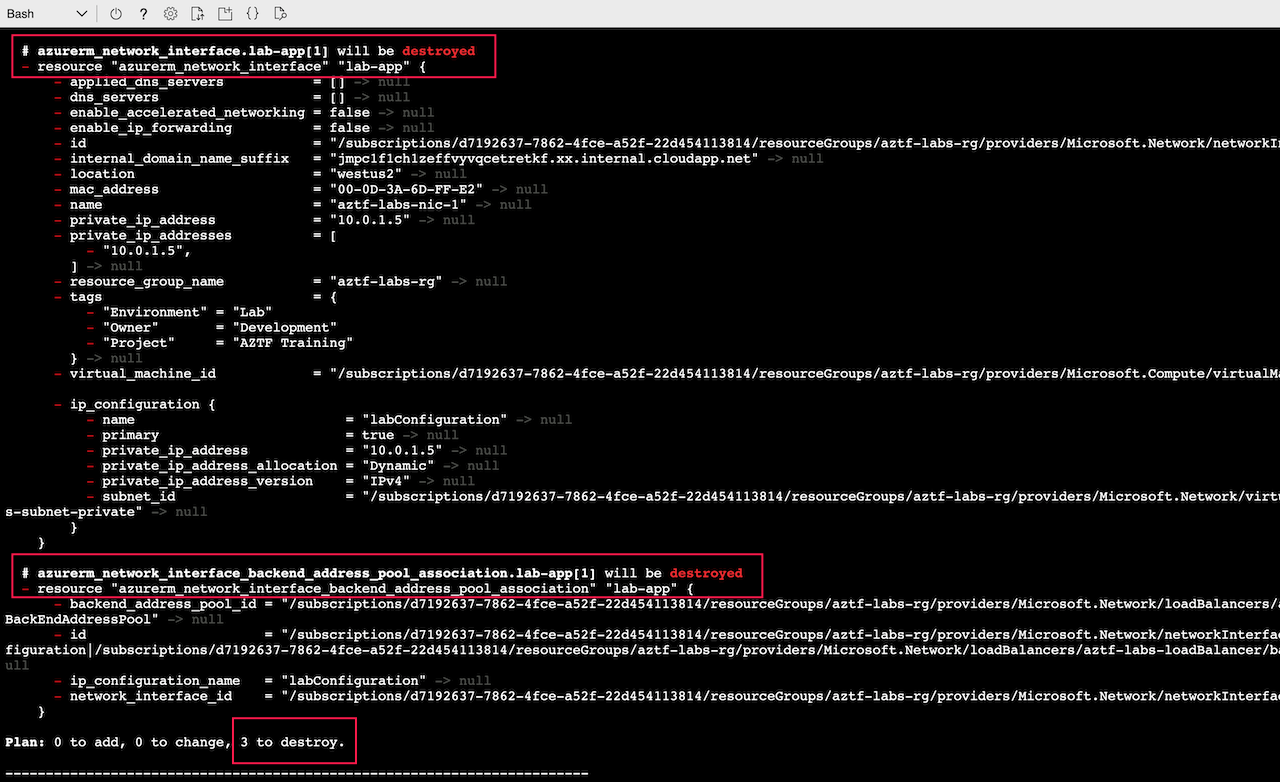 Bash
# azurerm_network_interface.lab-app[1] will be destroyed
- resource "azurerm_network_interface" "lab-app" {
- applied_dns_servers = [] -> null
- dns_servers = [] -> null
- enable_accelerated_networking = false -> null
- enable_ip_forwarding = false -> null
- id = "/subscriptions/d7192637-7862-4fce-a52f-22d454113814/resourceGroups/aztf-labs-rg/providers/Microsoft.Network/networkIn
- internal_domain_name_suffix = "jmpc1f1ch1zeffvyvqcetretkf.xx.internal.cloudapp.net" -> null
- location = "westus2" -> null
- mac_address = "00-0D-3A-6D-FF-E2" -> null
- name = "aztf-labs-nic-1" -> null
- private_ip_address = "10.0.1.5" -> null
- private_ip_addresses = [
- "10.0.1.5",
] -> null
- resource_group_name = "aztf-labs-rg" -> null
- tags = {
- "Environment" = "Lab"
- "Owner" = "Development"
- "Project" = "AZTF Training"
} -> null
- virtual_machine_id = "/subscriptions/d7192637-7862-4fce-a52f-22d454113814/resourceGroups/aztf-labs-rg/providers/Microsoft.Compute/virtualMa
- ip_configuration {
- name = "labConfiguration" -> null
- primary = true -> null
- private_ip_address = "10.0.1.5" -> null
- private_ip_address_allocation = "Dynamic" -> null
- private_ip_address_version = "IPv4" -> null
- subnet_id = "/subscriptions/d7192637-7862-4fce-a52f-22d454113814/resourceGroups/aztf-labs-rg/providers/Microsoft.Network/virtu
s-subnet-private" -> null
}
}
# azurerm_network_interface_backend_address_pool_association.lab-app[1] will be destroyed
- resource "azurerm_network_interface_backend_address_pool_association" "lab-app" {
- backend_address_pool_id = "/subscriptions/d7192637-7862-4fce-a52f-22d454113814/resourceGroups/aztf-labs-rg/providers/Microsoft.Network/loadBalancers/a
BackEndAddressPool" -> null
- id = "/subscriptions/d7192637-7862-4fce-a52f-22d454113814/resourceGroups/aztf-labs-rg/providers/Microsoft.Network/networkInterfac
figuration|/subscriptions/d7192637-7862-4fce-a52f-22d454113814/resourceGroups/aztf-labs-rg/providers/Microsoft.Network/loadBalancers/aztf-labs-loadBalancer/ba
ull
- ip_configuration_name = "labConfiguration" -> null
- network_interface_id = "/subscriptions/d7192637-7862-4fce-a52f-22d454113814/resourceGroups/aztf-labs-rg/providers/Microsoft.Network/networkInterfac
}
Plan: 0 to add, 0 to change, 3 to destroy.
------------------------------------------------------------------------